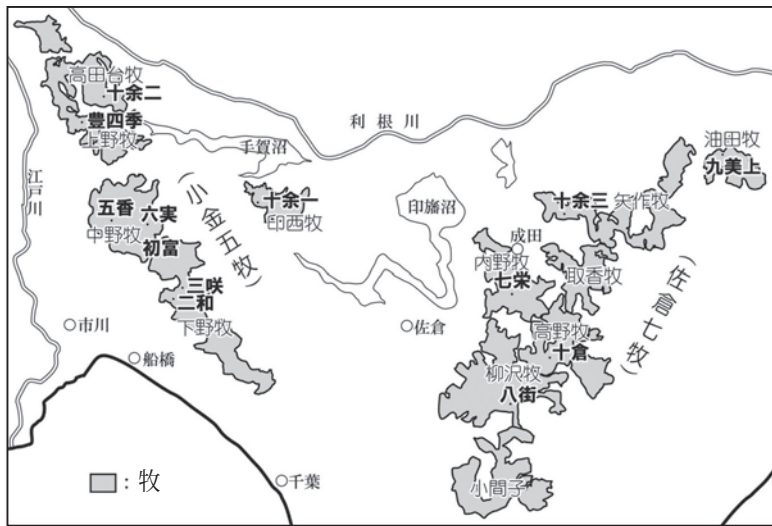 高田台牧
十余二
豊四季
上野牧
手賀沼
利根川
江戸川
五香
六実
中野牧
初富
(小金五牧)
十余一
印西牧
印旛沼
三咲
二和
下野牧
市川
船橋
佐倉
千葉
油田牧
九美上
十余三
矢作牧
成田
内野牧
七栄
取香牧
(佐倉七牧)
高野牧
十倉
柳沢牧
八街
小間子
:牧